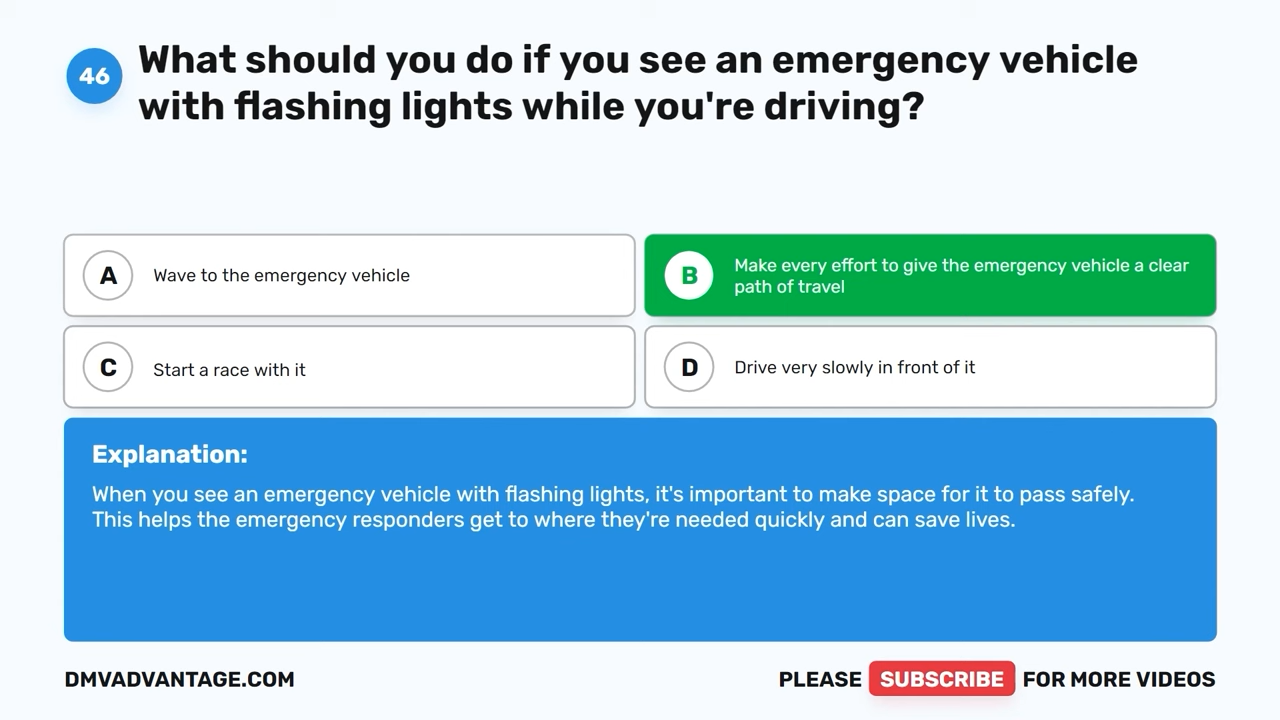 46
What should you do if you see an emergency vehicle
with flashing lights while you're driving?
A
Wave to the emergency vehicle
B
Make every effort to give the emergency vehicle a clear
path of travel
C
Start a race with it
D
Drive very slowly in front of it
Explanation:
When you see an emergency vehicle with flashing lights, it's important to make space for it to pass safely.
This helps the emergency responders get to where they're needed quickly and can save lives.
DMVADVANTAGE.COM
PLEASE SUBSCRIBE FOR MORE VIDEOS